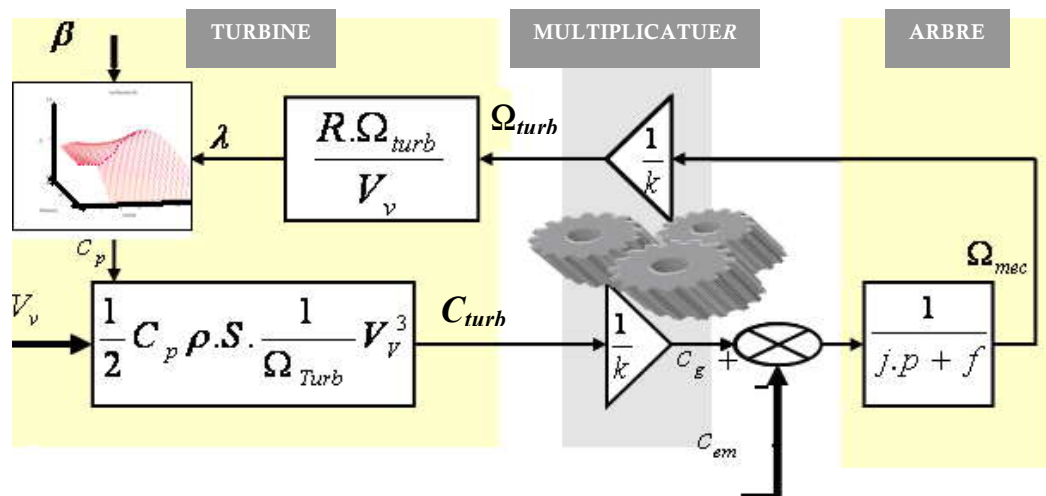 TURBINE
MULTIPLICATUER
ARBRE
β
λ
R.Ω_turb / V_v
Ω_turb
1/k
C_p
Ω_mec
V_v
1/2 C_p ρ.S. 1/Ω_Turb V_V^3
C_turb
1/k
C_g +
-
1/(j.p + f)
C_em